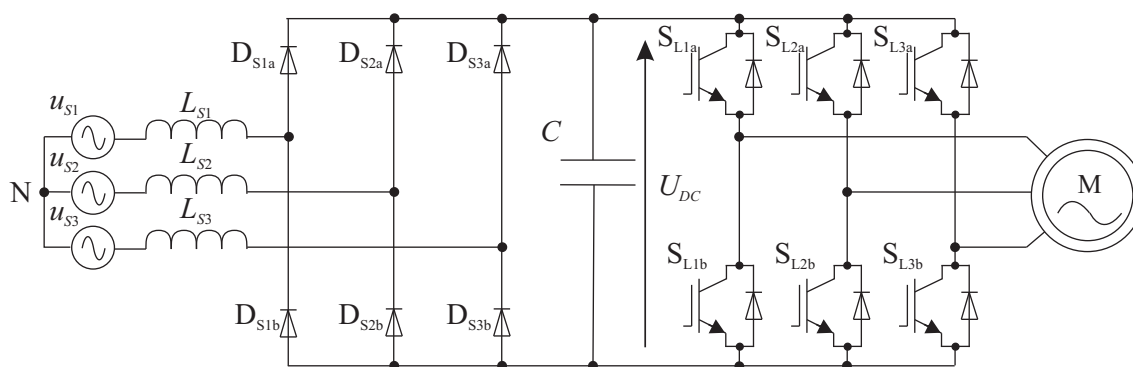 D_S1a
D_S2a
D_S3a
S_L1a
S_L2a
S_L3a
u_S1
L_S1
u_S2
L_S2
u_S3
L_S3
N
C
U_DC
M
D_S1b
D_S2b
D_S3b
S_L1b
S_L2b
S_L3b